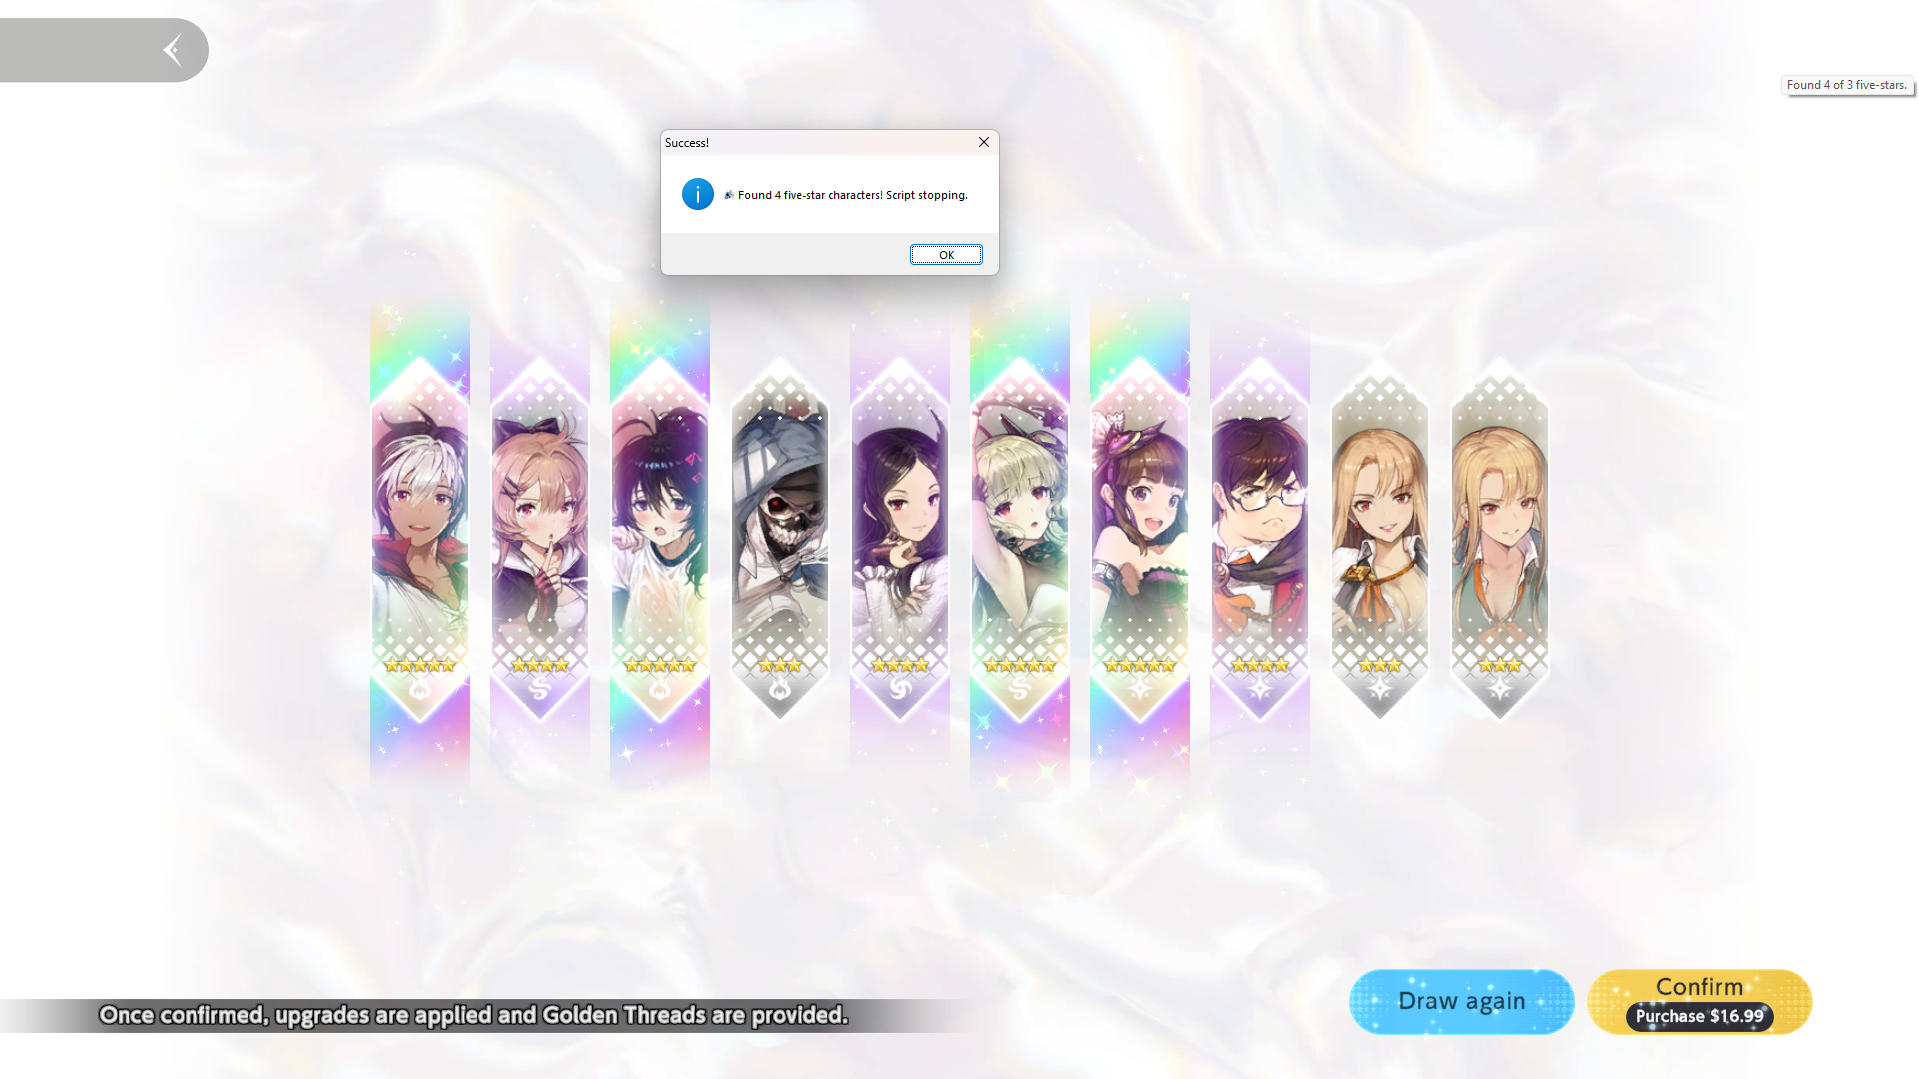 Found 4 of 3 five-stars.
Success!
🎉 Found 4 five-star characters! Script stopping.
OK
Once confirmed, upgrades are applied and Golden Threads are provided.
Draw again
Confirm
Purchase $16.99